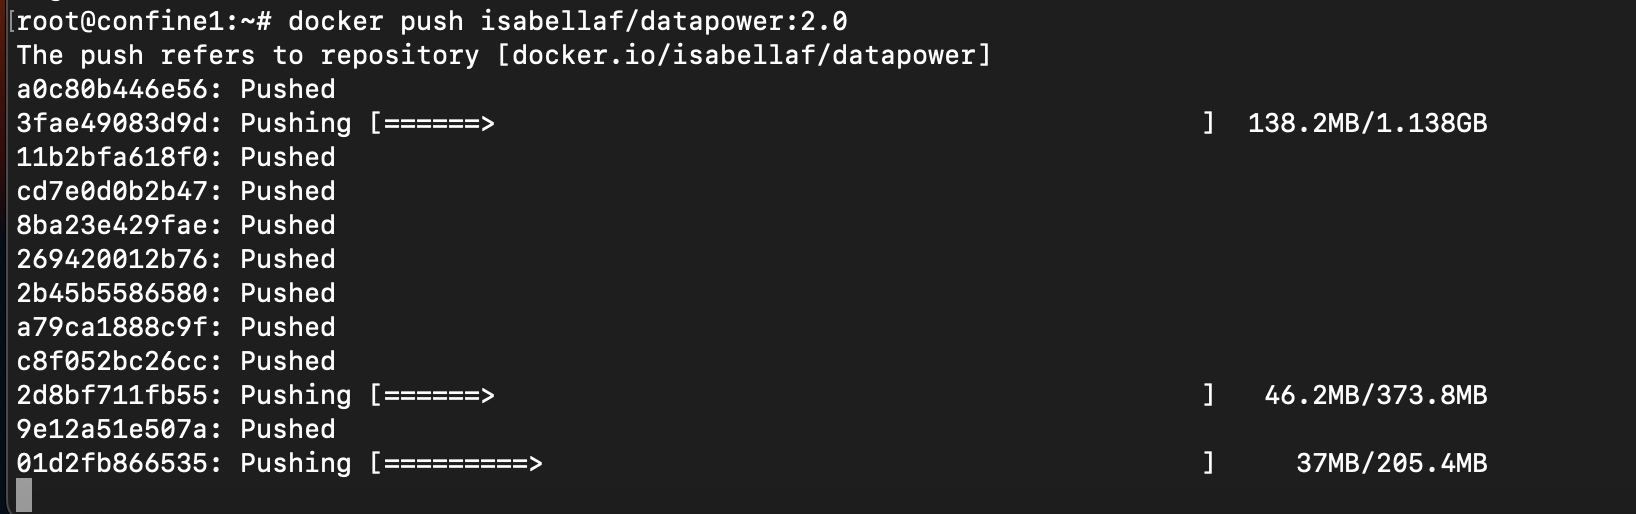 [root@confine1:~# docker push isabellaf/datapower:2.0
The push refers to repository [docker.io/isabellaf/datapower]
a0c80b446e56: Pushed
3fae49083d9d: Pushing [======>                                            ]  138.2MB/1.138GB
11b2bfa618f0: Pushed
cd7e0d0b2b47: Pushed
8ba23e429fae: Pushed
269420012b76: Pushed
2b45b5586580: Pushed
a79ca1888c9f: Pushed
c8f052bc26cc: Pushed
2d8bf711fb55: Pushing [======>                                            ]   46.2MB/373.8MB
9e12a51e507a: Pushed
01d2fb866535: Pushing [=========>                                         ]     37MB/205.4MB